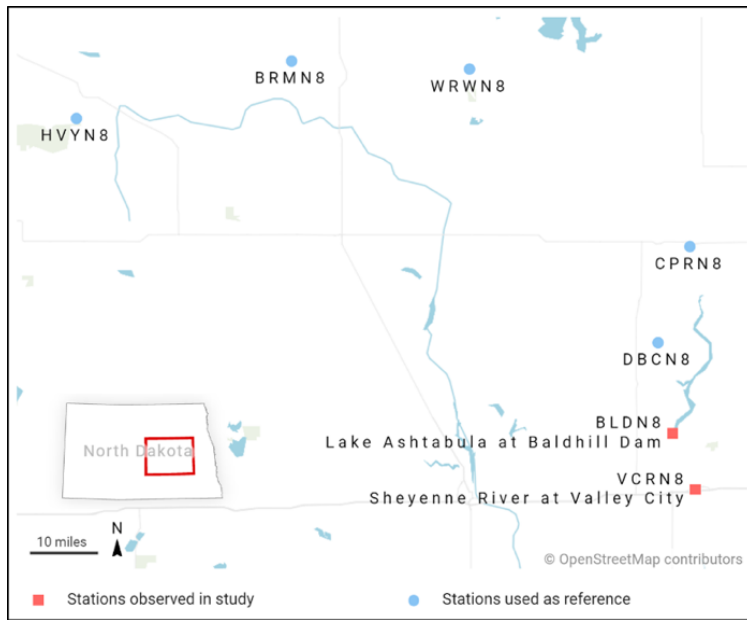 BRMN8
WRWN8
HVYN8
CPRN8
DBCN8
BLDN8
Lake Ashtabula at Baldhill Dam
VCRN8
Sheyenne River at Valley City
North Dakota
10 miles
N
© OpenStreetMap contributors
Stations observed in study
Stations used as reference